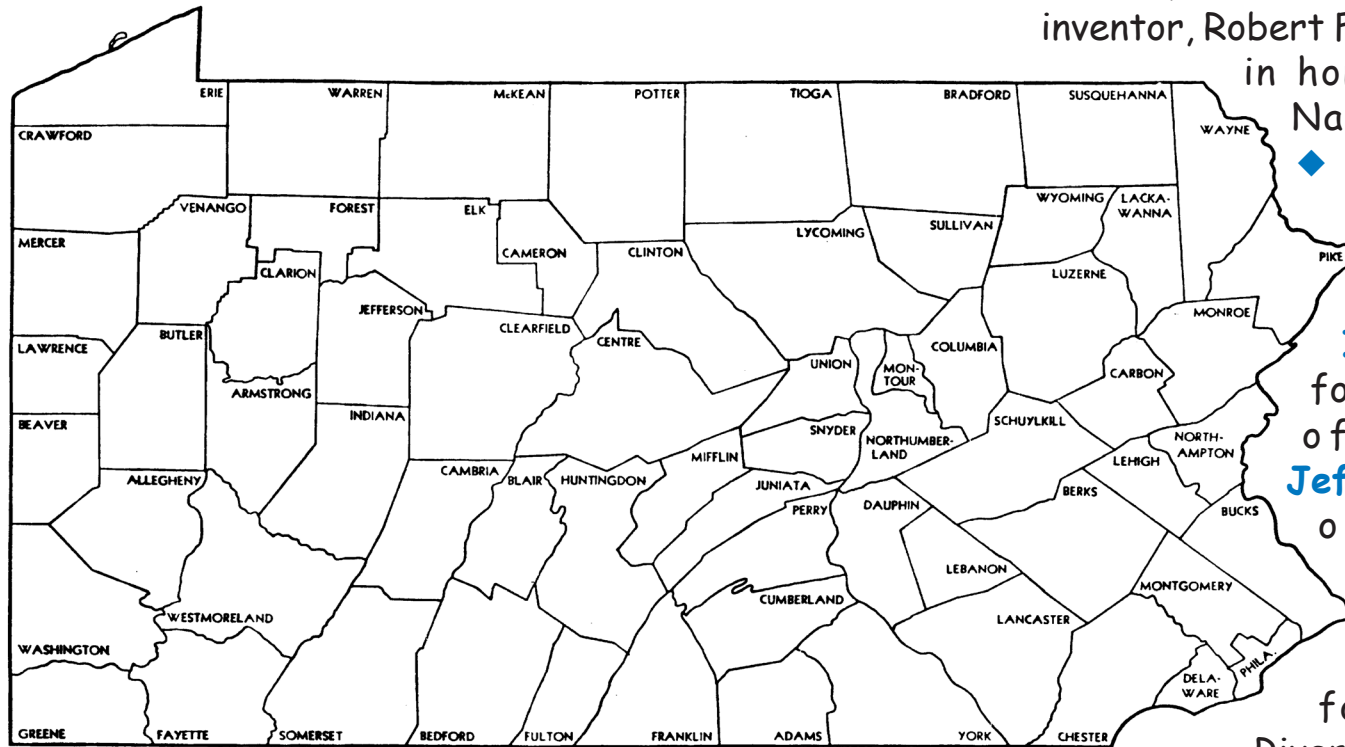 inventor, Robert F
in ho
Na
ERIE
WARREN
McKEAN
POTTER
TIOGA
BRADFORD
SUSQUEHANNA
CRAWFORD
WAYNE
◆
VENANGO
FOREST
ELK
WYOMING
LACKA-
WANNA
MERCER
CAMERON
CLINTON
LYCOMING
SULLIVAN
PIKE
CLARION
LUZERNE
JEFFERSON
CLEARFIELD
MONROE
LAWRENCE
BUTLER
CENTRE
COLUMBIA
UNION
MON-
TOUR
CARBON
ARMSTRONG
fo
BEAVER
INDIANA
SCHUYLKILL
SNYDER
NORTHUMBER-
LAND
NORTH-
AMPTON
of
MIFFLIN
LEHIGH
ALLEGHENY
CAMBRIA
BLAIR
HUNTINGDON
JUNIATA
BERKS
Jef
PERRY
DAUPHIN
BUCKS
o
LEBANON
MONTGOMERY
CUMBERLAND
WESTMORELAND
LANCASTER
WASHINGTON
PHILA.
DELA-
WARE
fo
GREENE
FAYETTE
SOMERSET
BEDFORD
FULTON
FRANKLIN
ADAMS
YORK
CHESTER